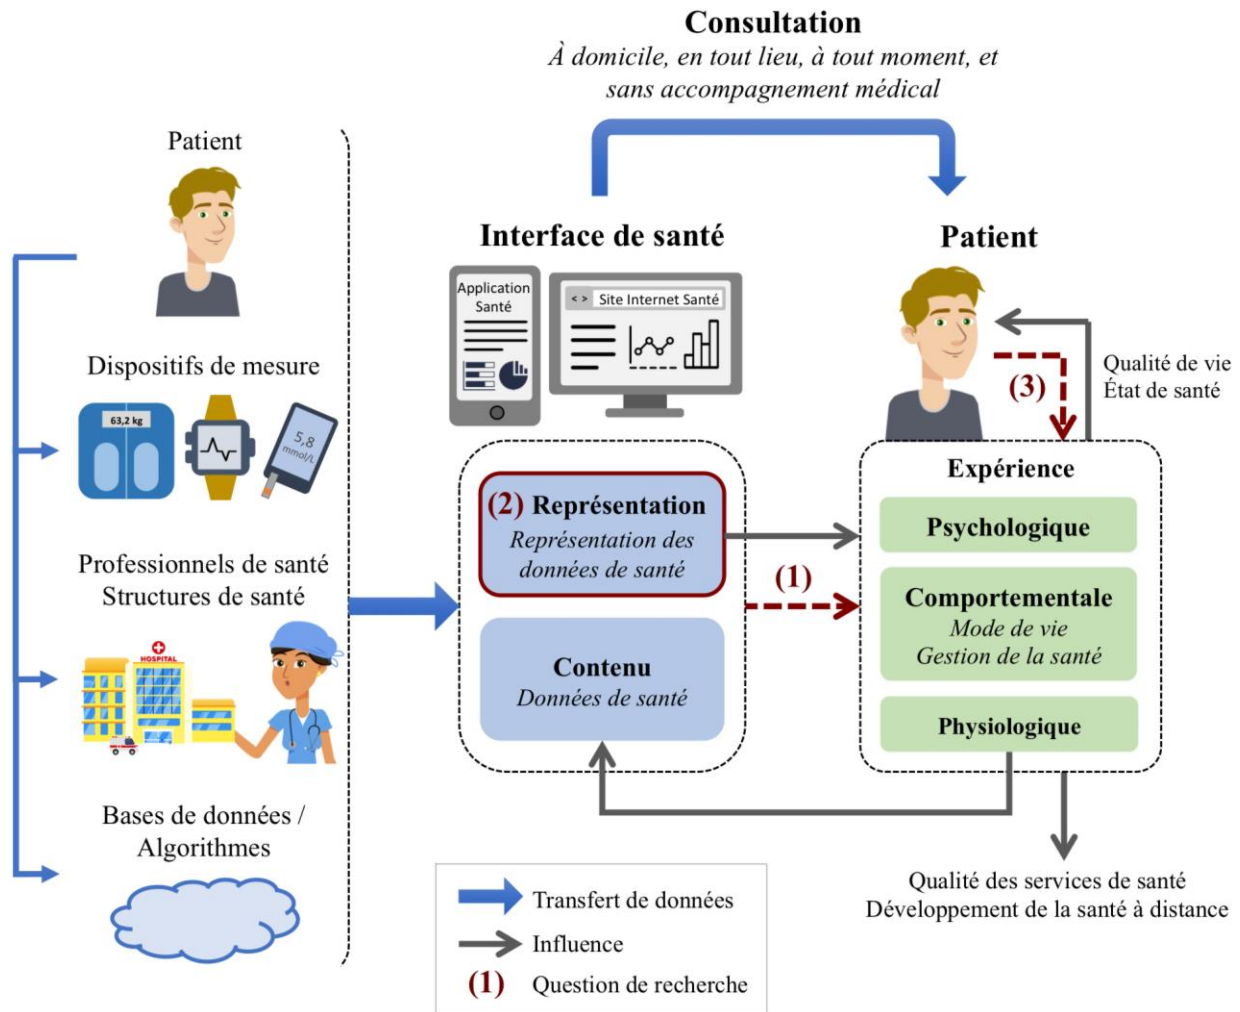 Consultation
À domicile, en tout lieu, à tout moment, et
sans accompagnement médical
Patient
Dispositifs de mesure
63,2 kg
5,8
mmol/L
Professionnels de santé
Structures de santé
HOSPITAL
Bases de données /
Algorithmes
Interface de santé
Application
Santé
< > Site Internet Santé
(2) Représentation
Représentation des
données de santé
Contenu
Données de santé
(1)
Patient
(3)
Qualité de vie
État de santé
Expérience
Psychologique
Comportementale
Mode de vie
Gestion de la santé
Physiologique
Qualité des services de santé
Développement de la santé à distance
Transfert de données
Influence
(1) Question de recherche